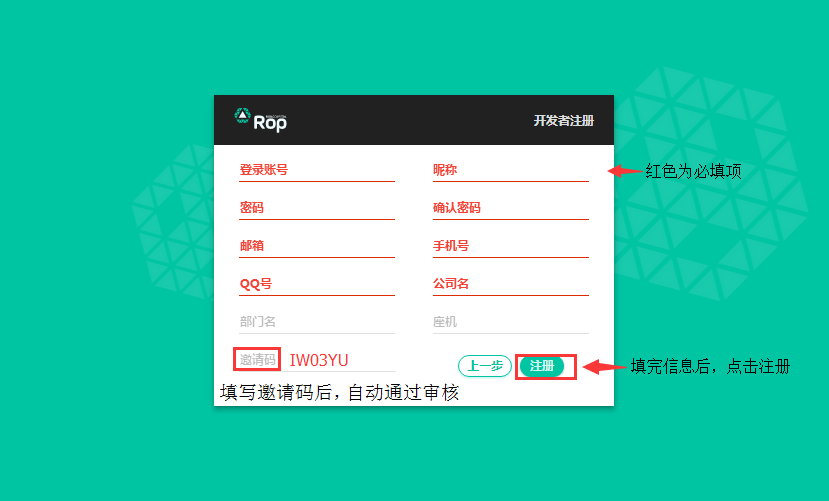 Rop
开发者注册
登录账号 昵称
红色为必填项
密码 确认密码
邮箱 手机号
QQ号 公司名
部门名 座机
邀请码 IW03YU 上一步 注册
填完信息后，点击注册
填写邀请码后，自动通过审核